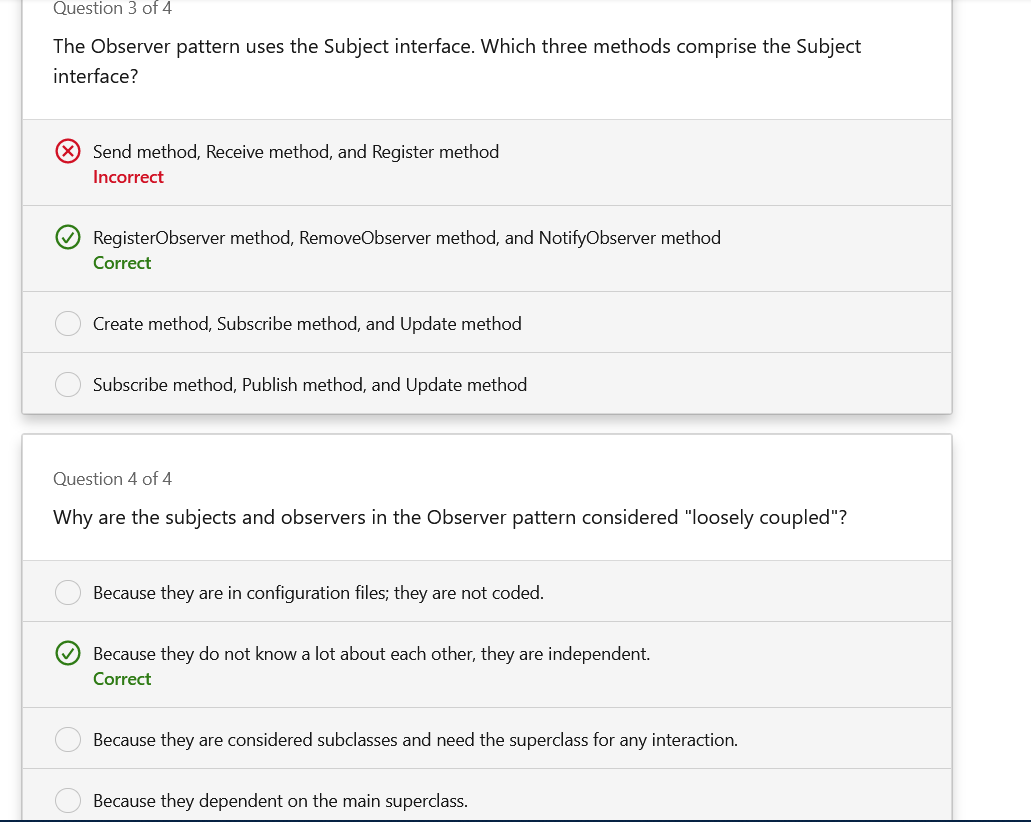 Question 3 of 4
The Observer pattern uses the Subject interface. Which three methods comprise the Subject
interface?
Send method, Receive method, and Register method
Incorrect
RegisterObserver method, RemoveObserver method, and NotifyObserver method
Correct
Create method, Subscribe method, and Update method
Subscribe method, Publish method, and Update method
Question 4 of 4
Why are the subjects and observers in the Observer pattern considered "loosely coupled"?
Because they are in configuration files; they are not coded.
Because they do not know a lot about each other, they are independent.
Correct
Because they are considered subclasses and need the superclass for any interaction.
Because they dependent on the main superclass.